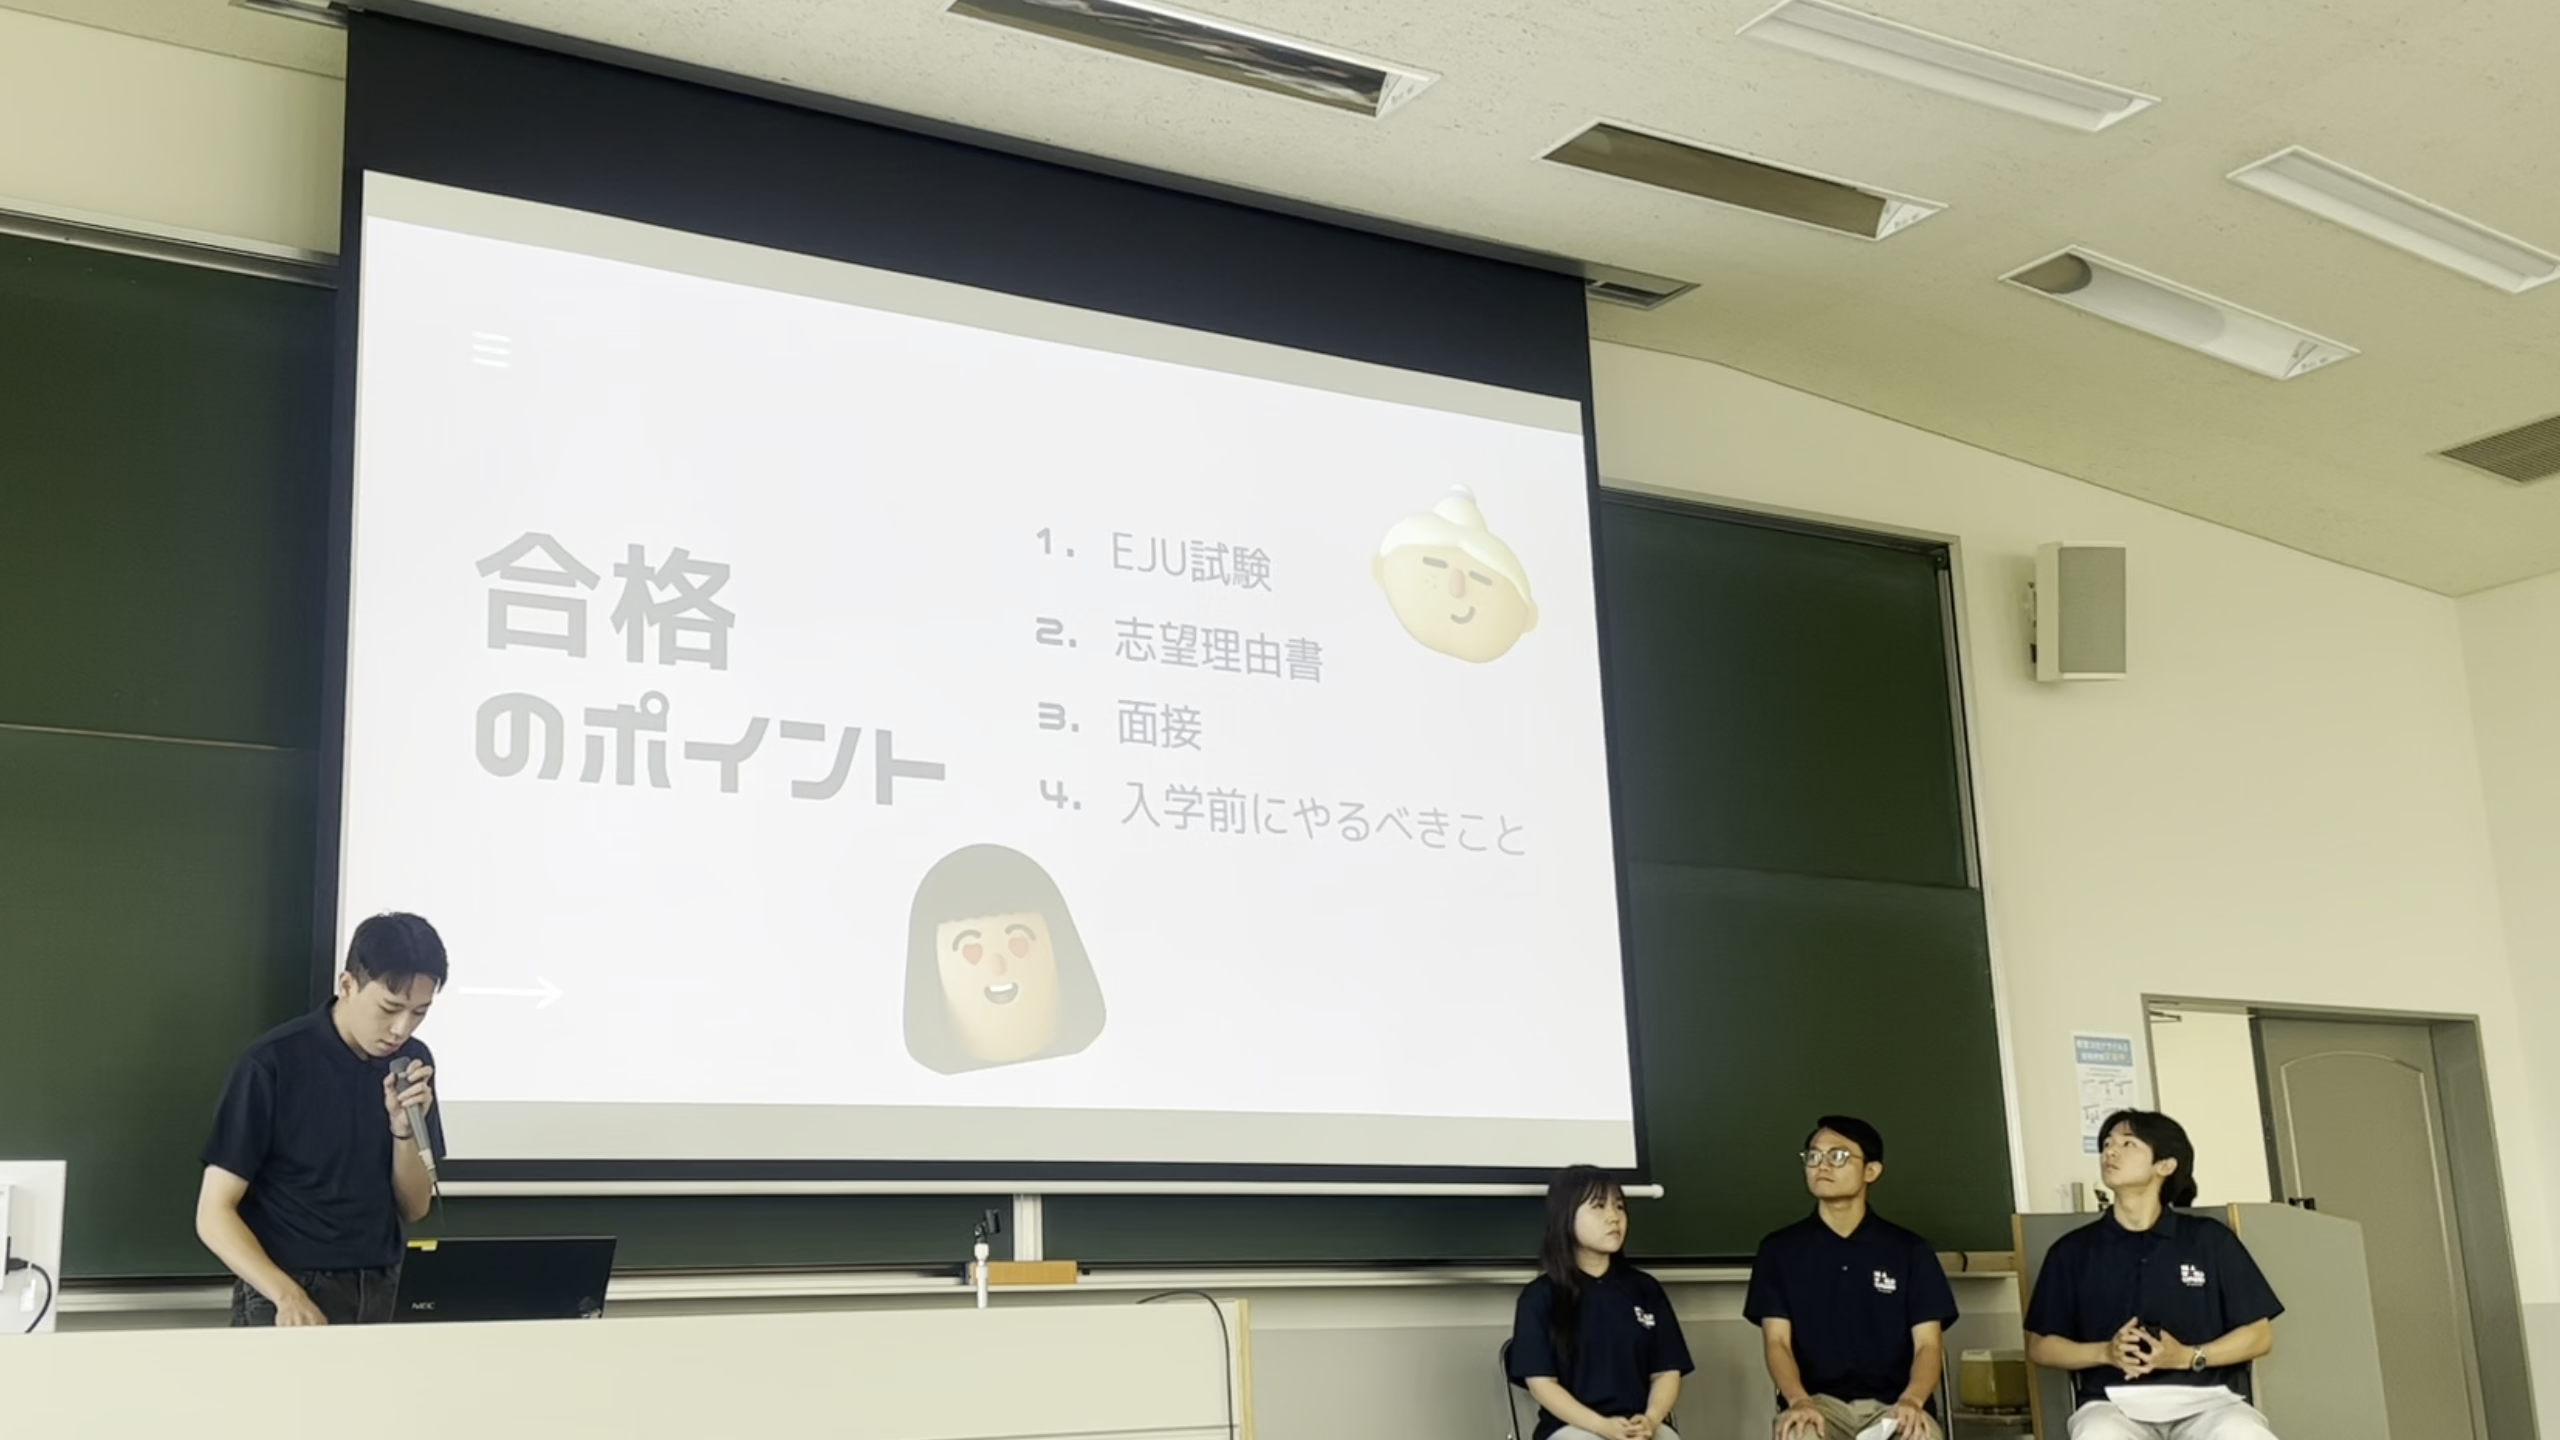 合格
のポイント
1. EJU試験
2. 志望理由書
3. 面接
4. 入学前にやるべきこと
NEC